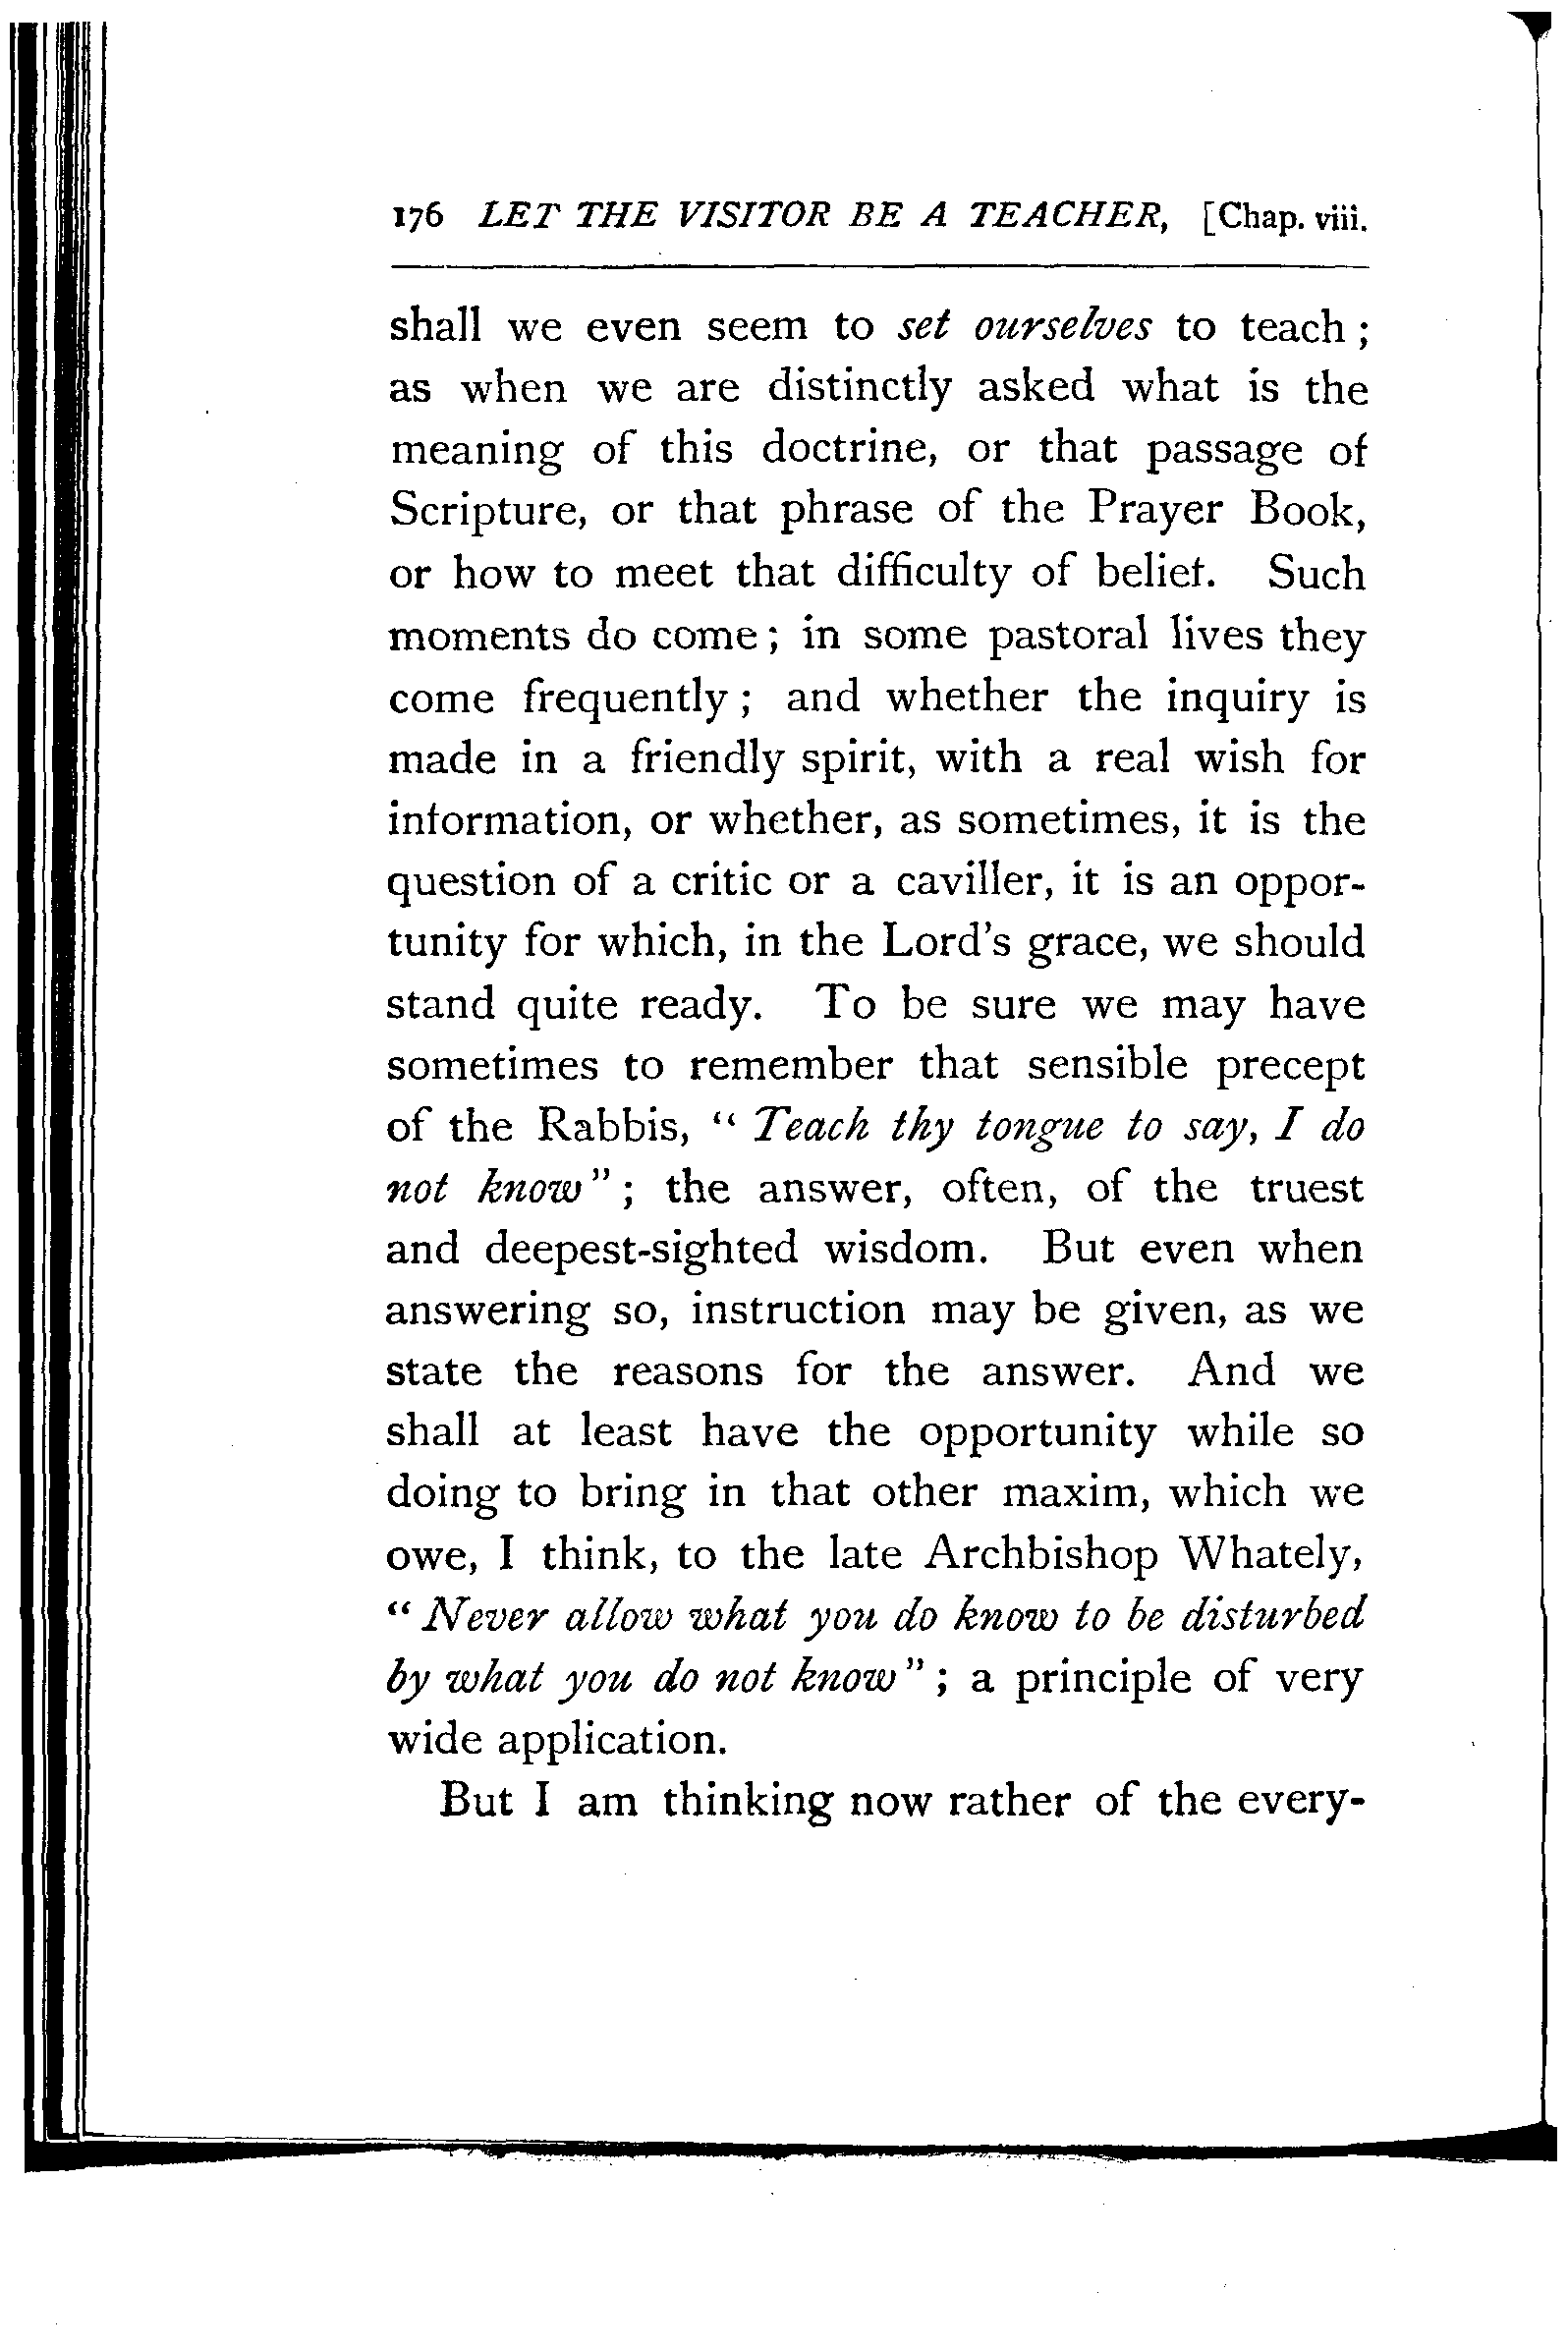 176 LET THE VISITOR BE A TEACHER, [Chap. viii.
shall we even seem to set ourselves to teach ;
as when we are distinctly asked what is the
meaning of this doctrine, or that passage of
Scripture, or that phrase of the Prayer Book,
or how to meet that difficulty of belief. Such
moments do come ; in some pastoral lives they
come frequently ; and whether the inquiry is
made in a friendly spirit, with a real wish for
information, or whether, as sometimes, it is the
question of a critic or a caviller, it is an oppor-
tunity for which, in the Lord's grace, we should
stand quite ready. To be sure we may have
sometimes to remember that sensible precept
of the Rabbis, “ Teach thy tongue to say, I do
not know” ; the answer, often, of the truest
and deepest-sighted wisdom. But even when
answering so, instruction may be given, as we
state the reasons for the answer. And we
shall at least have the opportunity while so
doing to bring in that other maxim, which we
owe, I think, to the late Archbishop Whately,
“ Never allow what you do know to be disturbed
by what you do not know” ; a principle of very
wide application.
But I am thinking now rather of the every-